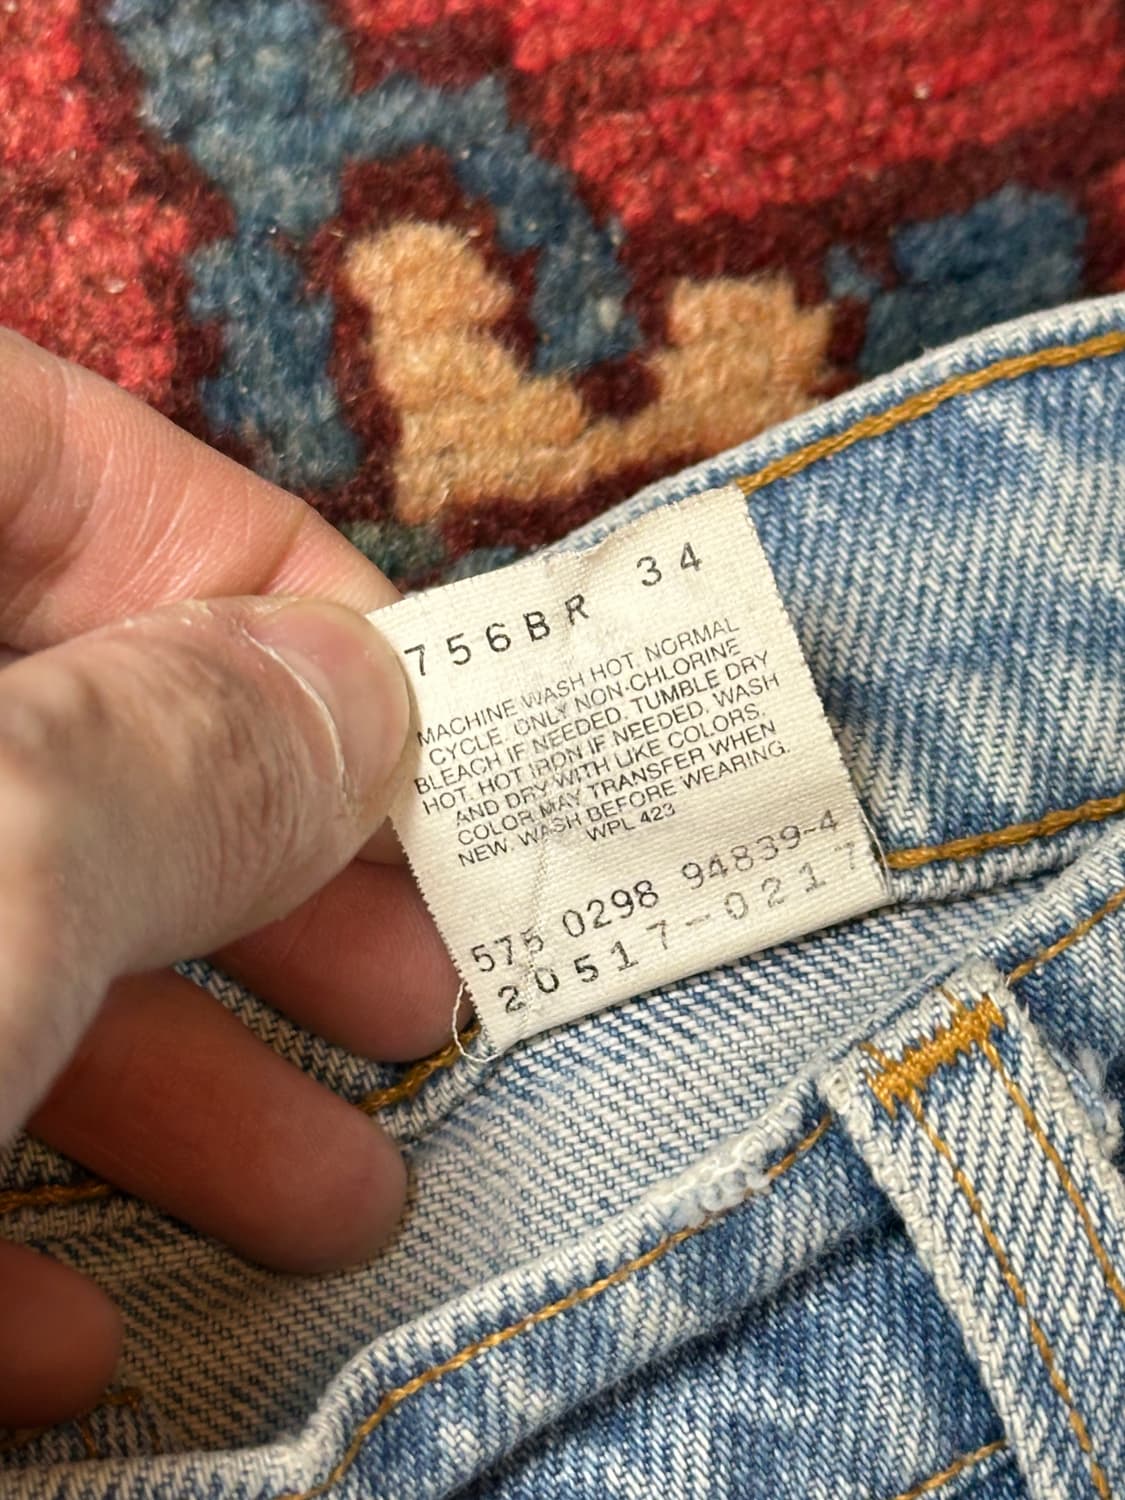 756BR 34
MACHINE WASH HOT, NORMAL
CYCLE. ONLY NON-CHLORINE
BLEACH IF NEEDED. TUMBLE DRY
HOT. HOT IRON IF NEEDED. WASH
AND DRY WITH LIKE COLORS.
COLOR MAY TRANSFER WHEN
NEW. WASH BEFORE WEARING.
WPL 423
575 0298 94839-4
20517-0217